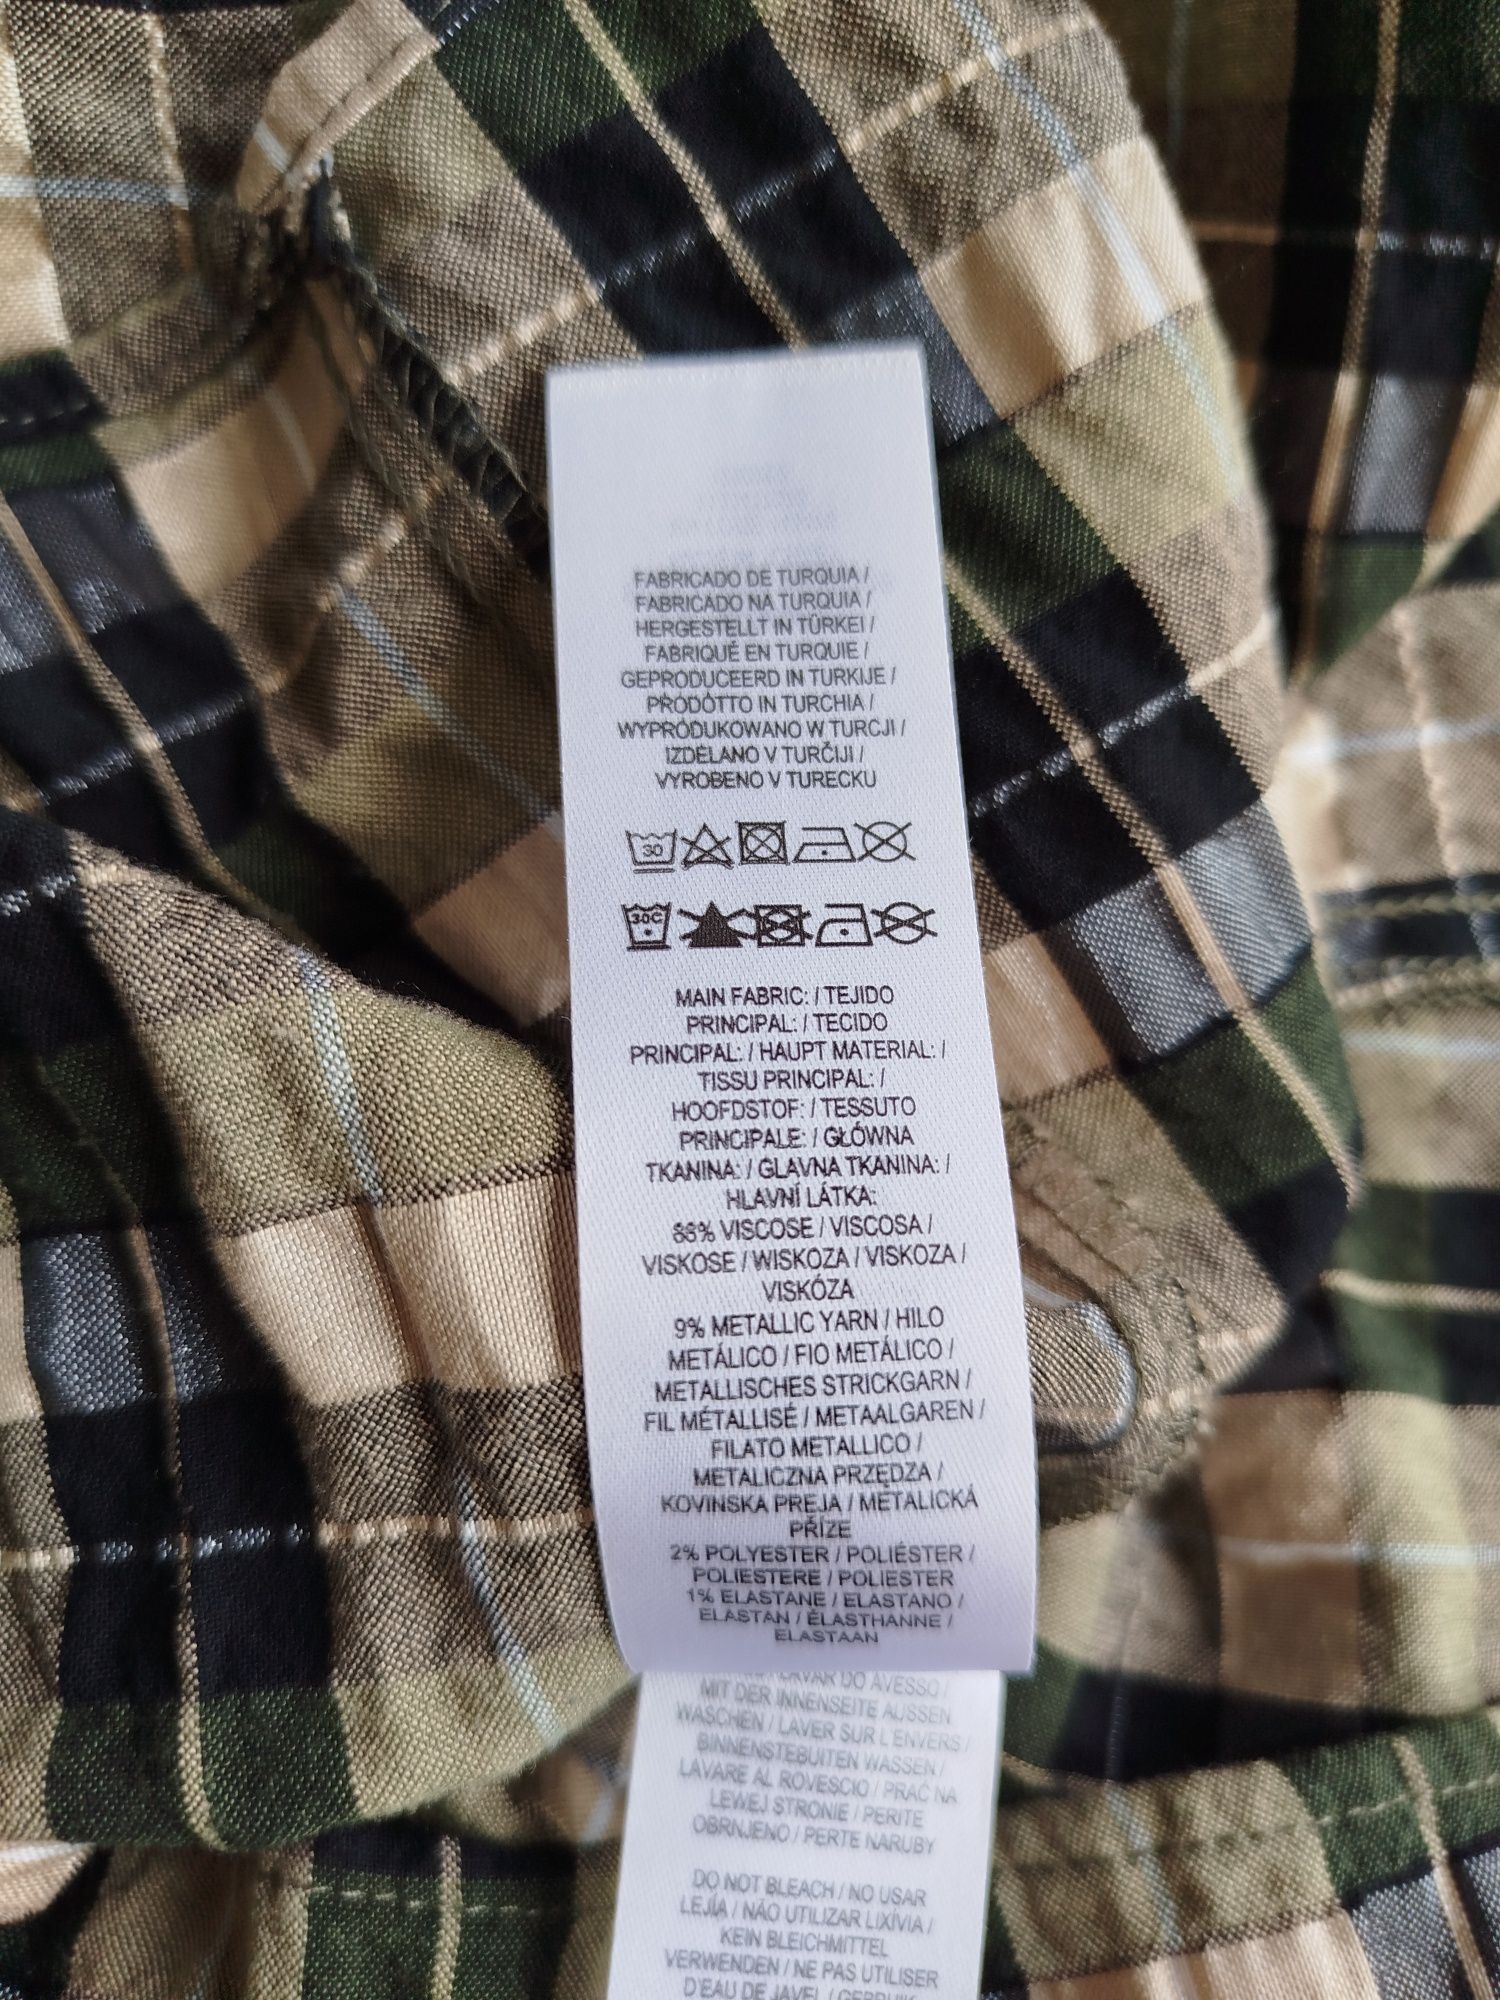 FABRICADO DE TURQUIA /
FABRICADO NA TURQUIA /
HERGESTELLT IN TÜRKEI /
FABRIQUÉ EN TURQUIE /
GEPRODUCEERD IN TURKIJE /
PRODOTTO IN TURCHIA /
WYPRODUKOWANO W TURCJI /
IZDELANO V TURČIJI /
VYROBENO V TURECKU
30
30C
MAIN FABRIC: / TEJIDO
PRINCIPAL: / TECIDO
PRINCIPAL: / HAUPT MATERIAL: /
TISSU PRINCIPAL: /
HOOFDSTOF: / TESSUTO
PRINCIPALE: / GŁÓWNA
TKANINA: / GLAVNA TKANINA: /
HLAVNÍ LÁTKA:
88% VISCOSE / VISCOSA /
VISKOSE / WISKOZA / VISKOZA /
VISKÓZA
9% METALLIC YARN / HILO
METÁLICO / FIO METÁLICO /
METALLISCHES STRICKGARN /
FIL MÉTALLISÉ / METAALGAREN /
FILATO METALLICO /
METALICZNA PRZĘDZA /
KOVINSKA PREJA / METALICKÁ
PŘÍZE
2% POLYESTER / POLIÉSTER /
POLIESTERE / POLIESTER
1% ELASTANE / ELASTANO /
ELASTAN / ÉLASTHANNE /
ELASTAAN
LAVAR DO AVESSO /
MIT DER INNENSEITE AUSSEN
WASCHEN / LAVER SUR L'ENVERS /
BINNENSTEBUITEN WASSEN /
LAVARE AL ROVESCIO / PRAĆ NA
LEWEJ STRONIE / PERITE
OBRNJENO / PERTE NARUBY
DO NOT BLEACH / NO USAR
LEJÍA / NÃO UTILIZAR LIXÍVIA /
KEIN BLEICHMITTEL
VERWENDEN / NE PAS UTILISER
D'EAU DE JAVEL / GEBRUIK